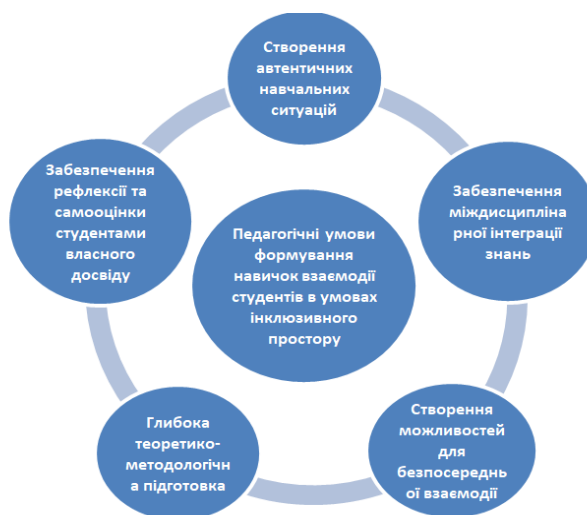 Створення
автентичних
навчальних
ситуацій
Забезпечення
рефлексії та
самооцінки
студентами
власного
досвіду
Забезпечення
міждисципліна
рної інтеграції
знань
Педагогічні умови
формування
навичок взаємодії
студентів в умовах
інклюзивного
простору
Глибока
теоретико-
методологічн
а підготовка
Створення
можливостей
для
безпосереднь
ої взаємодії